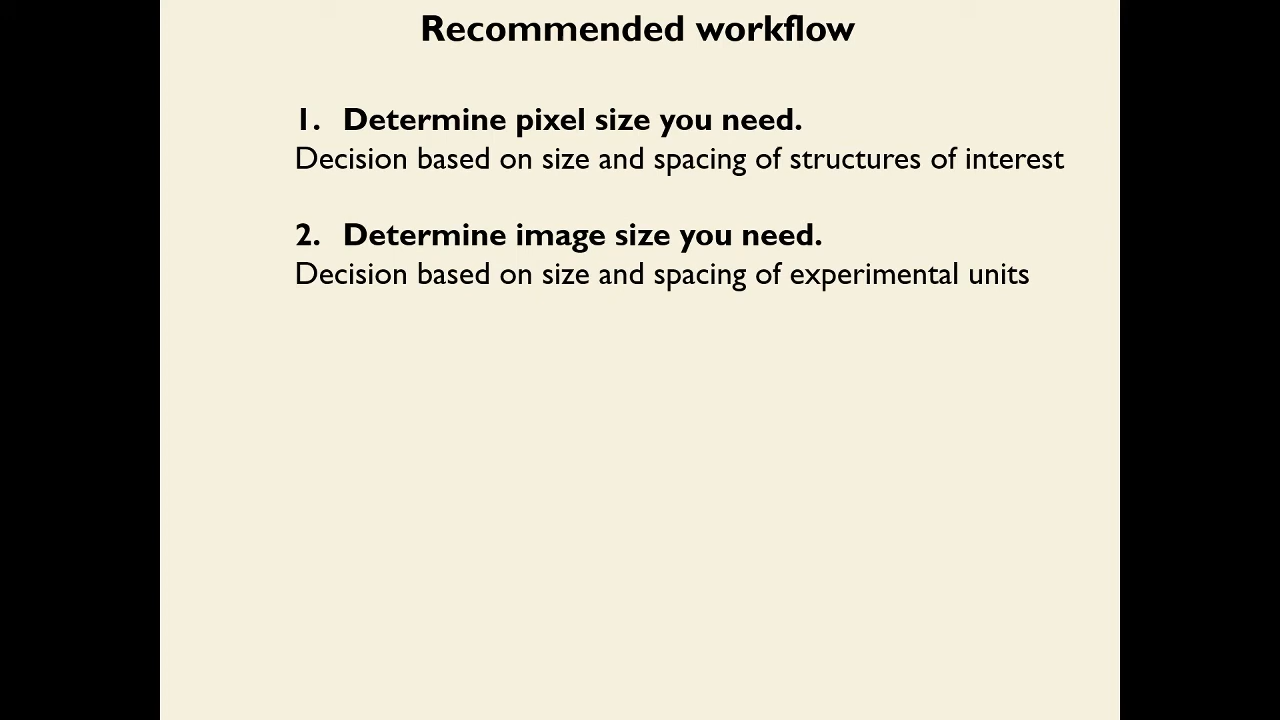 Recommended workflow
1. Determine pixel size you need.
Decision based on size and spacing of structures of interest
2. Determine image size you need.
Decision based on size and spacing of experimental units